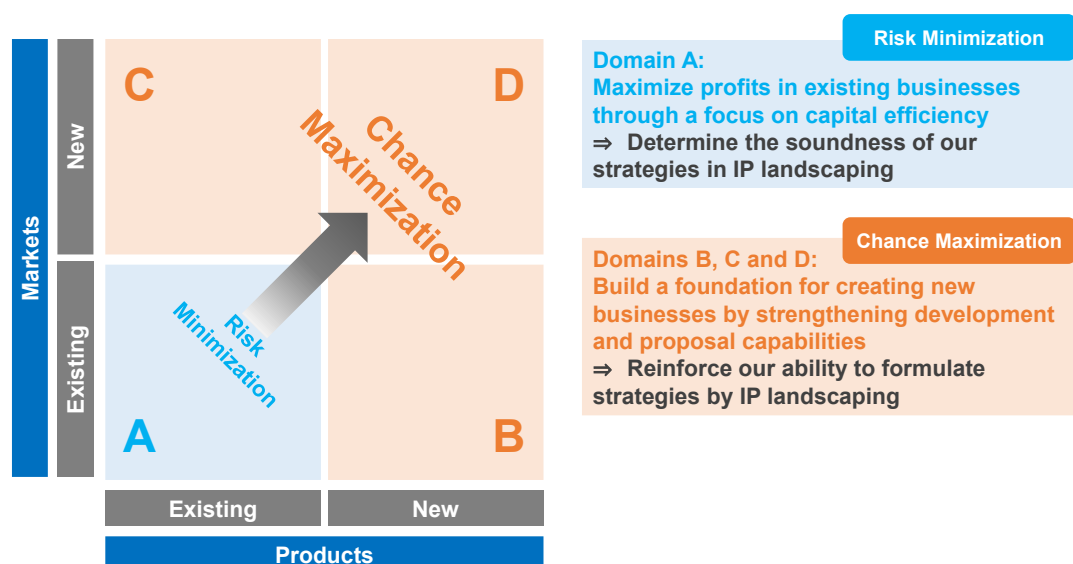 Markets
New
Existing
C
D
Chance
Maximization
Risk
Minimization
A
B
Existing
New
Products
Risk Minimization
Domain A:
Maximize profits in existing businesses
through a focus on capital efficiency
⇒ Determine the soundness of our
strategies in IP landscaping
Chance Maximization
Domains B, C and D:
Build a foundation for creating new
businesses by strengthening development
and proposal capabilities
⇒ Reinforce our ability to formulate
strategies by IP landscaping